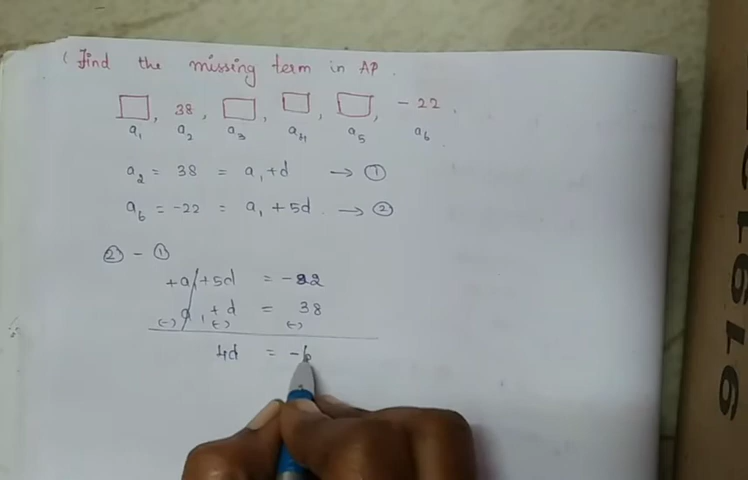 ( Find the missing term in AP.
□, 38, □, □, □, -22.
a₁ a₂ a₃ a₄ a₅ a₆
a₂ = 38 = a₁+d → ①
a₆ = -22 = a₁ + 5d. → ②
② - ①
+a₁+5d = -22
a₁ + d = 38
(-) (-) (-)
4d = -6
9191